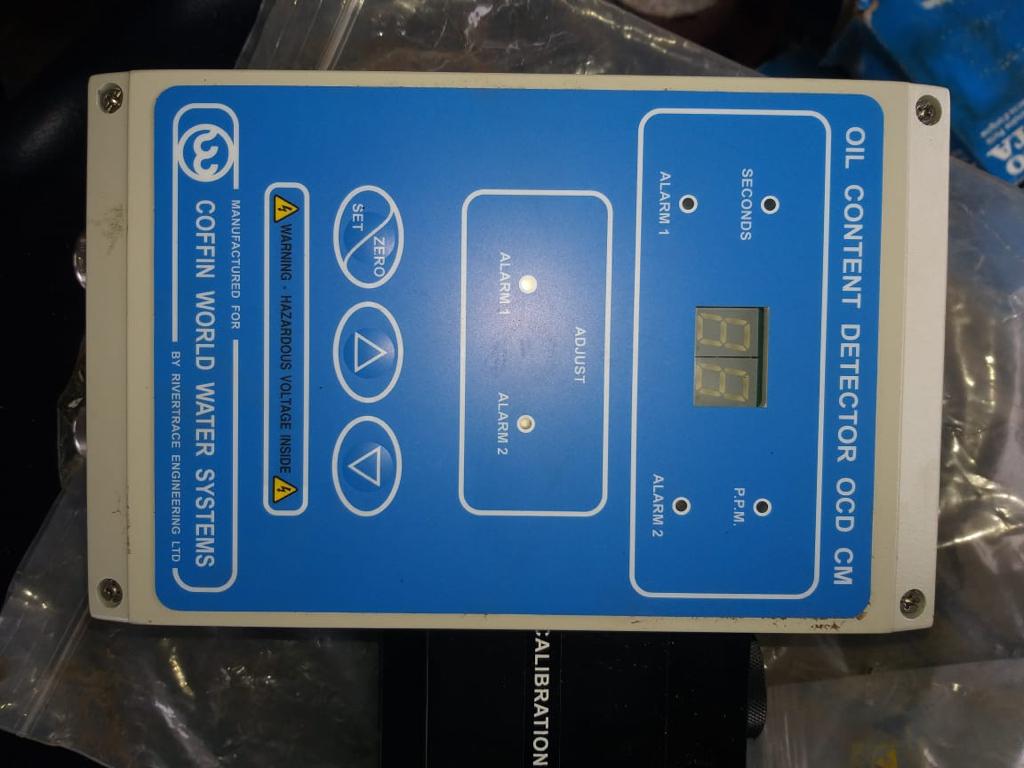 OIL CONTENT DETECTOR OCD CM
SECONDS
P.P.M.
88
ALARM 1
ALARM 2
ADJUST
ALARM 1
ALARM 2
SET
ZERO
WARNING - HAZARDOUS VOLTAGE INSIDE
MANUFACTURED FOR
COFFIN WORLD WATER SYSTEMS
BY RIVERTRACE ENGINEERING LTD
CALIBRATION